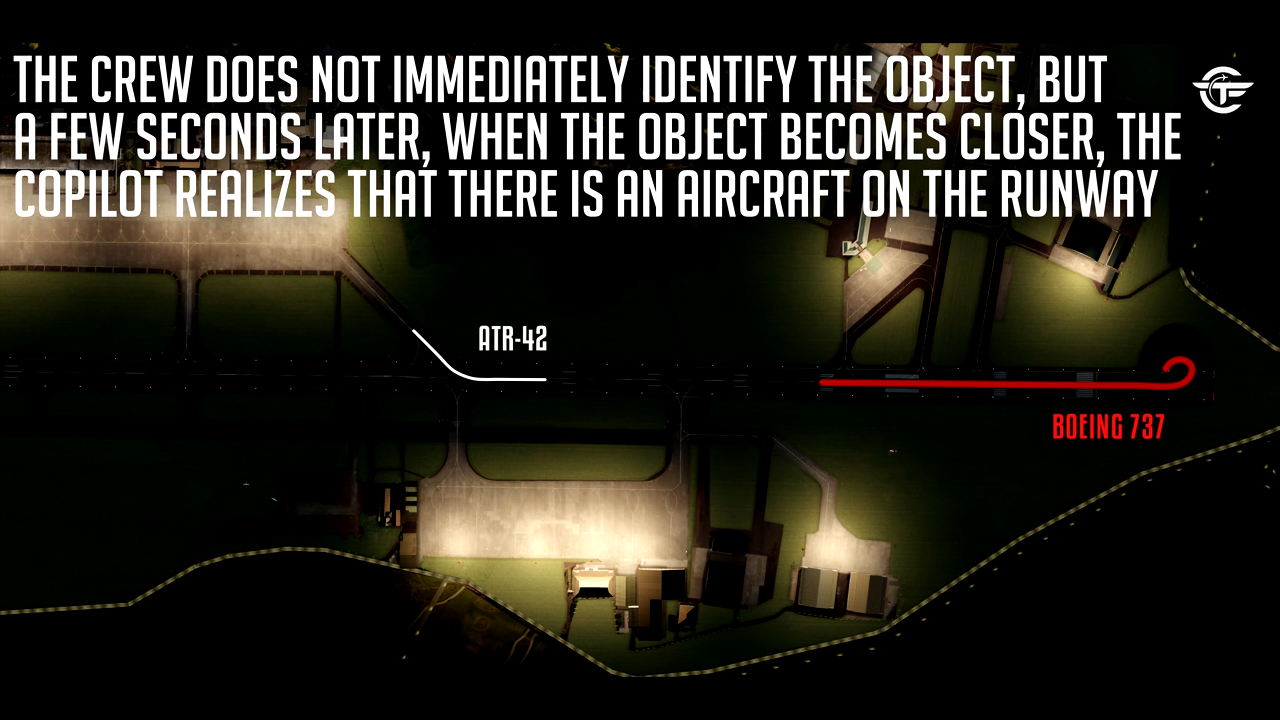 THE CREW DOES NOT IMMEDIATELY IDENTIFY THE OBJECT, BUT
A FEW SECONDS LATER, WHEN THE OBJECT BECOMES CLOSER, THE
COPILOT REALIZES THAT THERE IS AN AIRCRAFT ON THE RUNWAY
ATR-42
BOEING 737